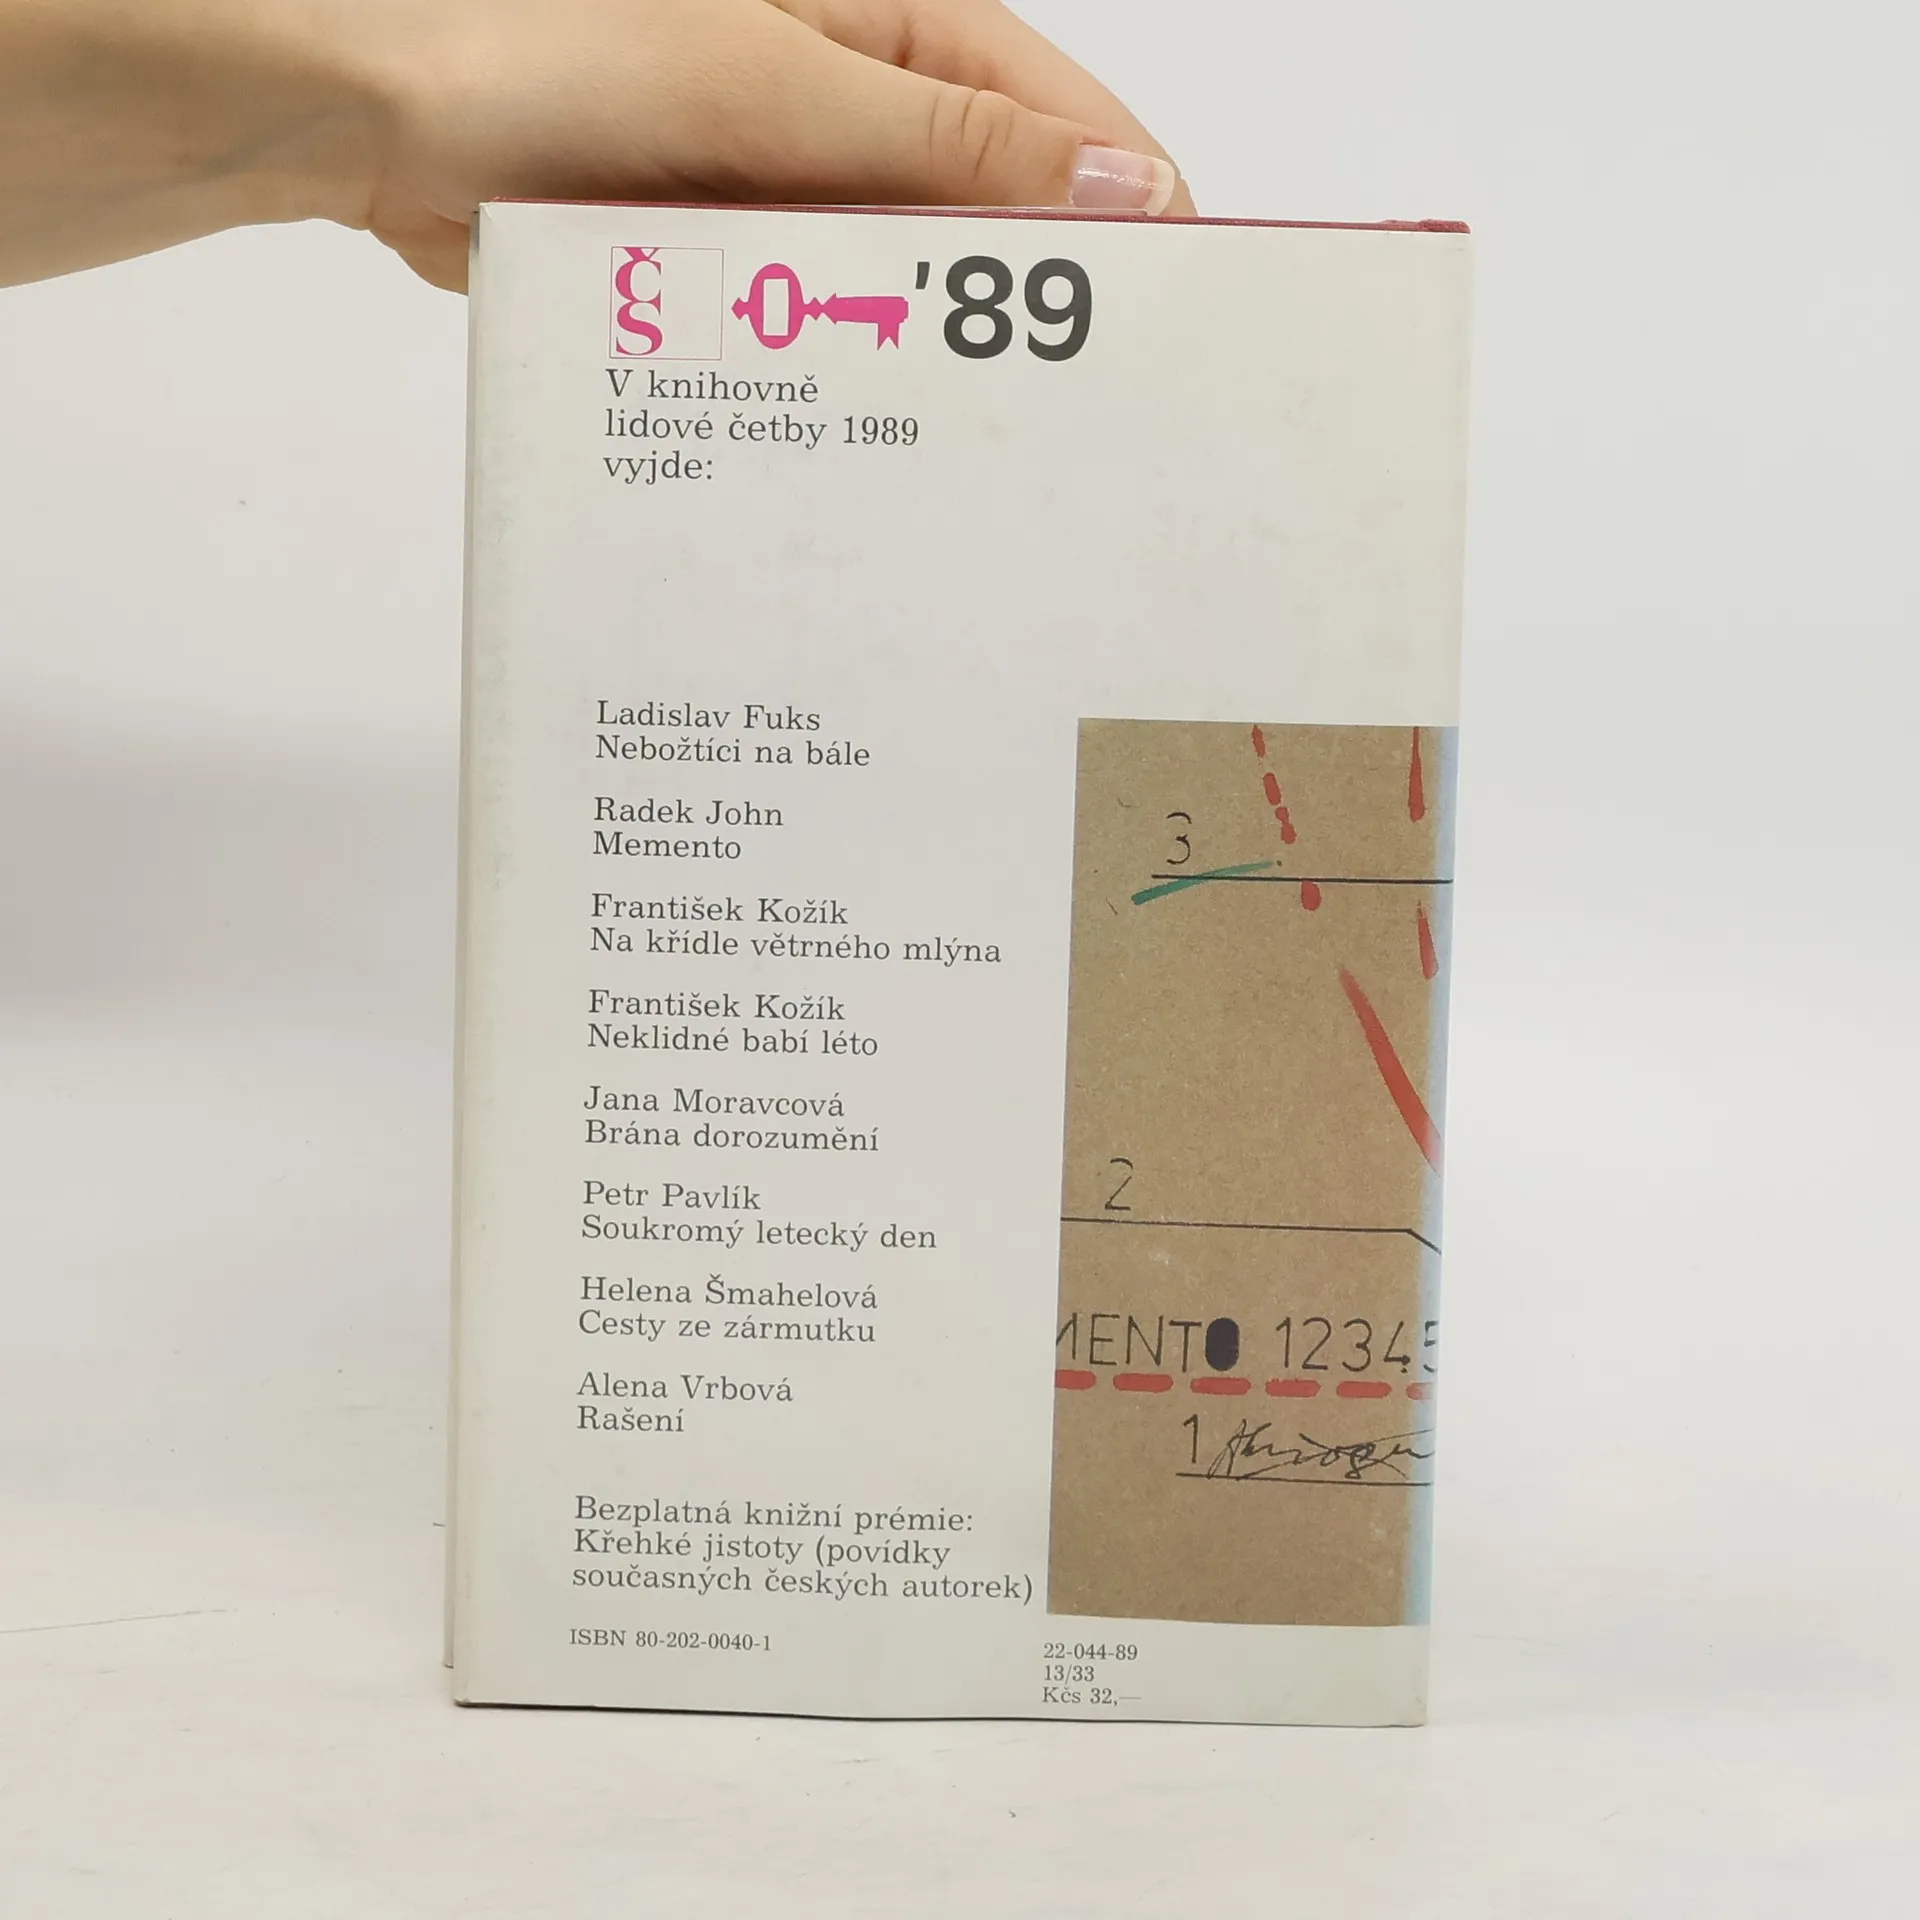 ČS '89
V knihovně
lidové četby 1989
vyjde:
Ladislav Fuks
Nebožtíci na bále
Radek John
Memento
František Kožík
Na křídle větrného mlýna
František Kožík
Neklidné babí léto
Jana Moravcová
Brána dorozumění
Petr Pavlík
Soukromý letecký den
Helena Šmahelová
Cesty ze zármutku
Alena Vrbová
Rašení
Bezplatná knižní prémie:
Křehké jistoty (povídky
současných českých autorek)
ISBN 80-202-0040-1
22-044-89
13/33
Kčs 32,—
3
2
MENTO 12345
1